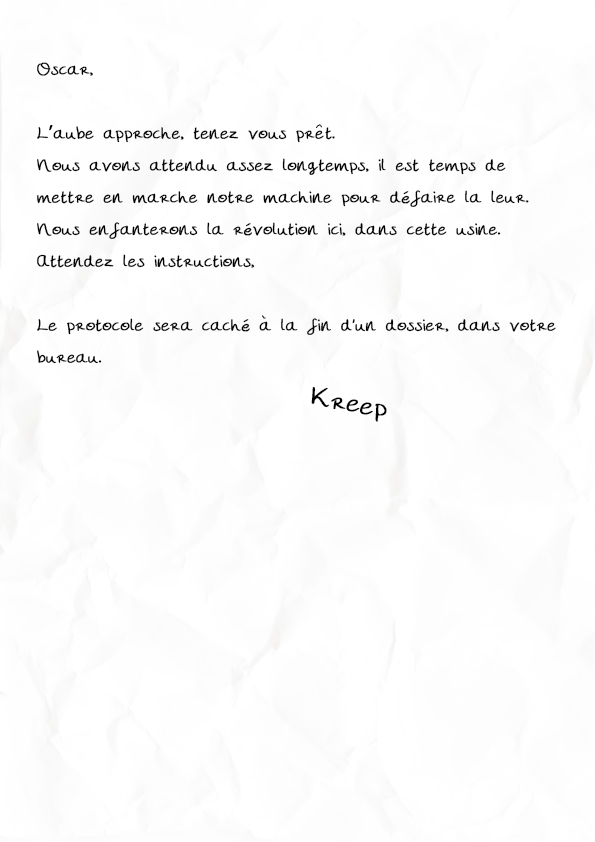 Oscar,
L'aube approche, tenez vous prêt.
Nous avons attendu assez longtemps, il est temps de
mettre en marche notre machine pour défaire la leur.
Nous enfanterons la révolution ici, dans cette usine.
Attendez les instructions,
Le protocole sera caché à la fin d'un dossier, dans votre
bureau.
Kreep